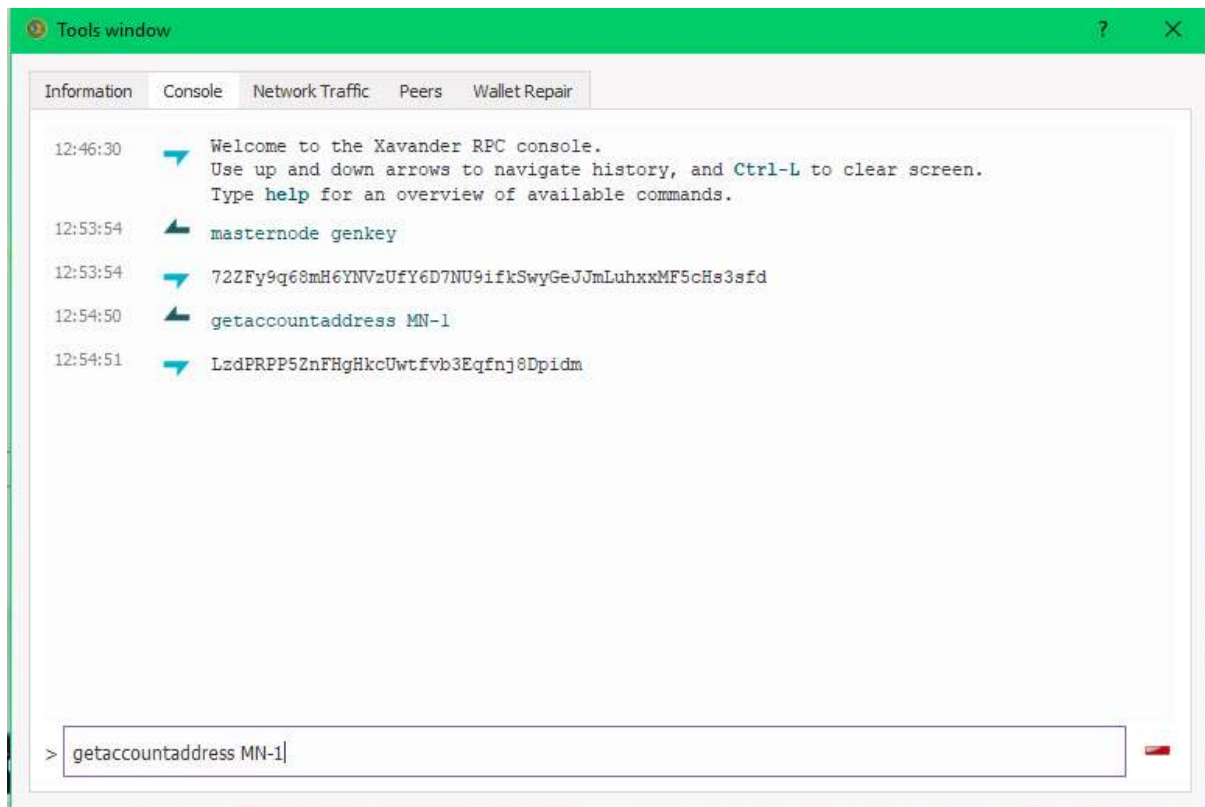 Tools window
?
Information Console Network Traffic Peers Wallet Repair
12:46:30 Welcome to the Xavander RPC console.
Use up and down arrows to navigate history, and Ctrl-L to clear screen.
Type help for an overview of available commands.
12:53:54 masternode genkey
12:53:54 72ZFy9q68mH6YNVzUfY6D7NU9ifkSwyGeJJmLuhxxMF5cHs3sfd
12:54:50 getaccountaddress MN-1
12:54:51 LzdPRPP5ZnFHgHkcUwtfvb3Eqfnj8Dpidm
> getaccountaddress MN-1